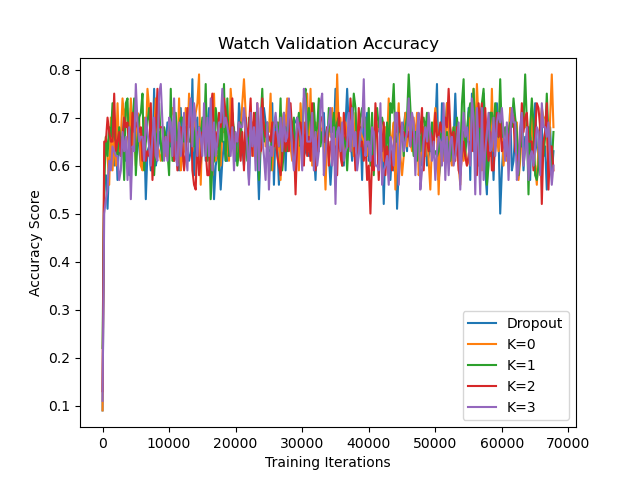 Watch Validation Accuracy
Accuracy Score
0.8
0.7
0.6
0.5
0.4
0.3
0.2
0.1
Dropout
K=0
K=1
K=2
K=3
0 10000 20000 30000 40000 50000 60000 70000
Training Iterations